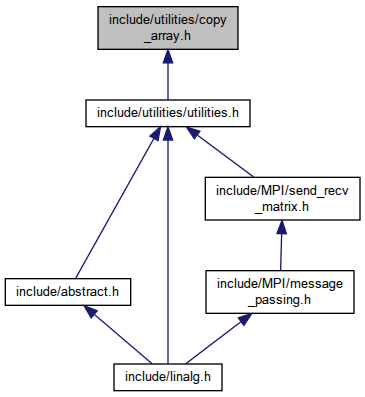 include/utilities/copy
_array.h
include/utilities/utilities.h
include/MPI/send_recv
_matrix.h
include/abstract.h
include/MPI/message
_passing.h
include/linalg.h